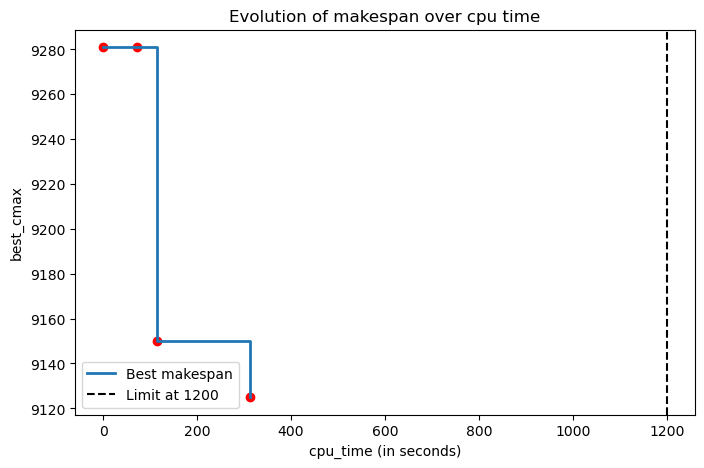 Evolution of makespan over cpu time
best_cmax
9280
9260
9240
9220
9200
9180
9160
9140
9120
Best makespan
Limit at 1200
0 200 400 600 800 1000 1200
cpu_time (in seconds)